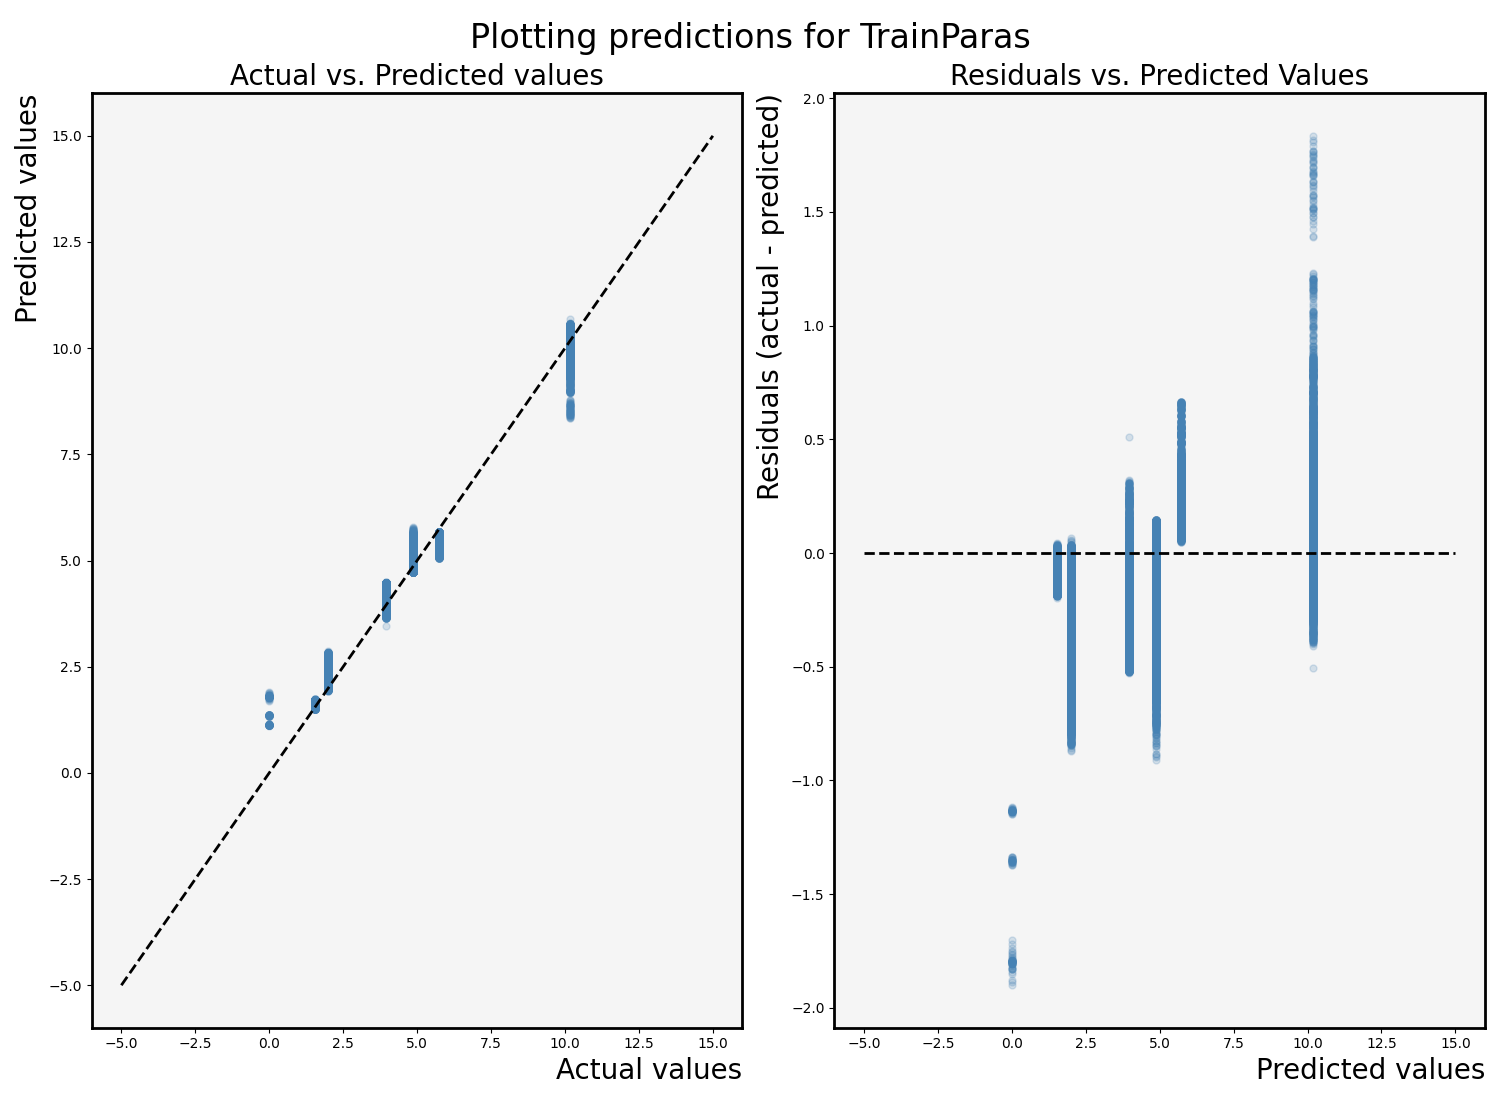 Plotting predictions for TrainParas
Actual vs. Predicted values
Predicted values
15.0
12.5
10.0
7.5
5.0
2.5
0.0
−2.5
−5.0
−5.0 −2.5 0.0 2.5 5.0 7.5 10.0 12.5 15.0
Actual values
Residuals vs. Predicted Values
Residuals (actual - predicted)
2.0
1.5
1.0
0.5
0.0
−0.5
−1.0
−1.5
−2.0
−5.0 −2.5 0.0 2.5 5.0 7.5 10.0 12.5 15.0
Predicted values